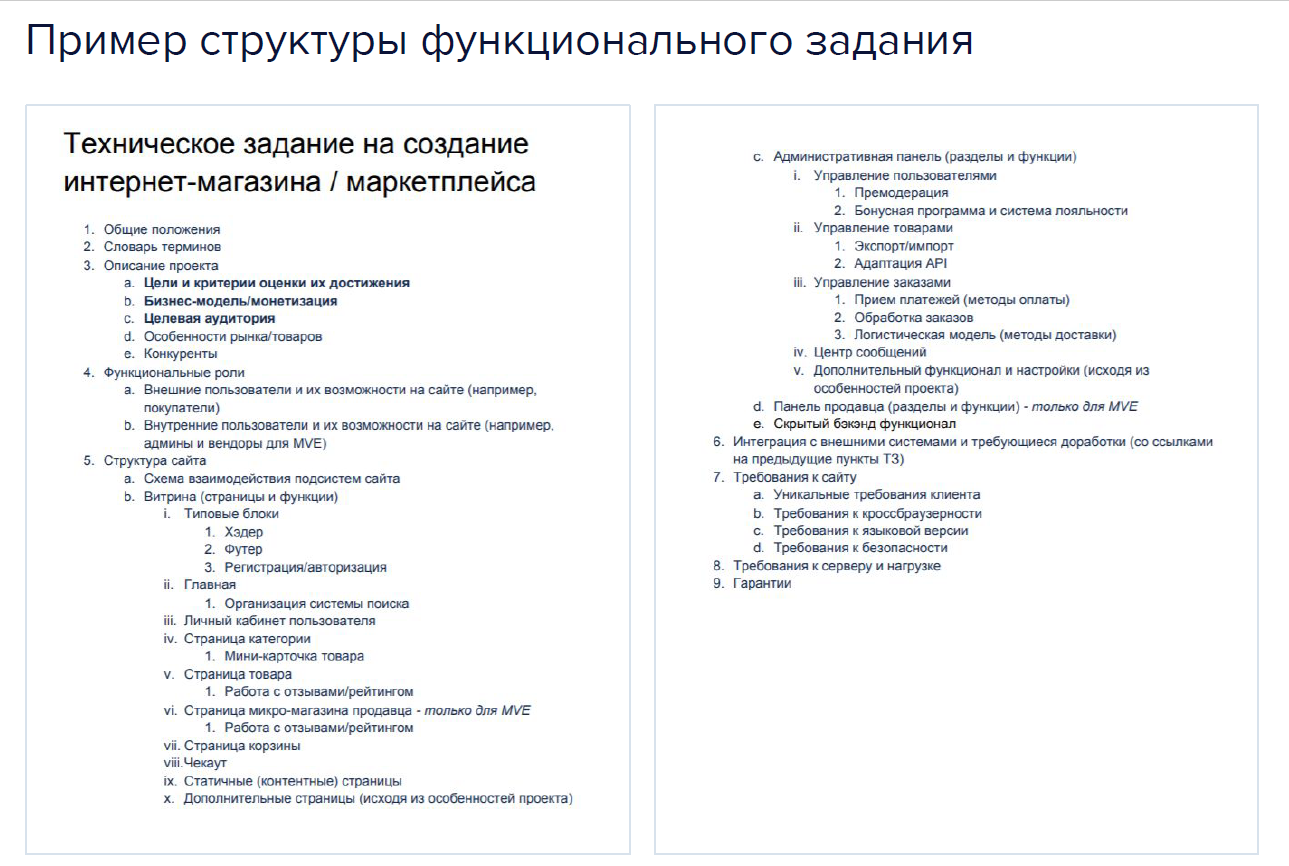 Пример структуры функционального задания
Техническое задание на создание
интернет-магазина / маркетплейса
1. Общие положения
2. Словарь терминов
3. Описание проекта
a. Цели и критерии оценки их достижения
b. Бизнес-модель/монетизация
c. Целевая аудитория
d. Особенности рынка/товаров
e. Конкуренты
4. Функциональные роли
a. Внешние пользователи и их возможности на сайте (например,
покупатели)
b. Внутренние пользователи и их возможности на сайте (например,
админы и вендоры для MVE)
5. Структура сайта
a. Схема взаимодействия подсистем сайта
b. Витрина (страницы и функции)
i. Типовые блоки
1. Хэдер
2. Футер
3. Регистрация/авторизация
ii. Главная
1. Организация системы поиска
iii. Личный кабинет пользователя
iv. Страница категории
1. Мини-карточка товара
v. Страница товара
1. Работа с отзывами/рейтингом
vi. Страница микро-магазина продавца - только для MVE
1. Работа с отзывами/рейтингом
vii. Страница корзины
viii. Чекаут
ix. Статичные (контентные) страницы
x. Дополнительные страницы (исходя из особенностей проекта)
c. Административная панель (разделы и функции)
i. Управление пользователями
1. Премодерация
2. Бонусная программа и система лояльности
ii. Управление товарами
1. Экспорт/импорт
2. Адаптация API
iii. Управление заказами
1. Прием платежей (методы оплаты)
2. Обработка заказов
3. Логистическая модель (методы доставки)
iv. Центр сообщений
v. Дополнительный функционал и настройки (исходя из
особенностей проекта)
d. Панель продавца (разделы и функции) - только для MVE
e. Скрытый бэкэнд функционал
6. Интеграция с внешними системами и требующиеся доработки (со ссылками
на предыдущие пункты ТЗ)
7. Требования к сайту
a. Уникальные требования клиента
b. Требования к кроссбраузерности
c. Требования к языковой версии
d. Требования к безопасности
8. Требования к серверу и нагрузке
9. Гарантии